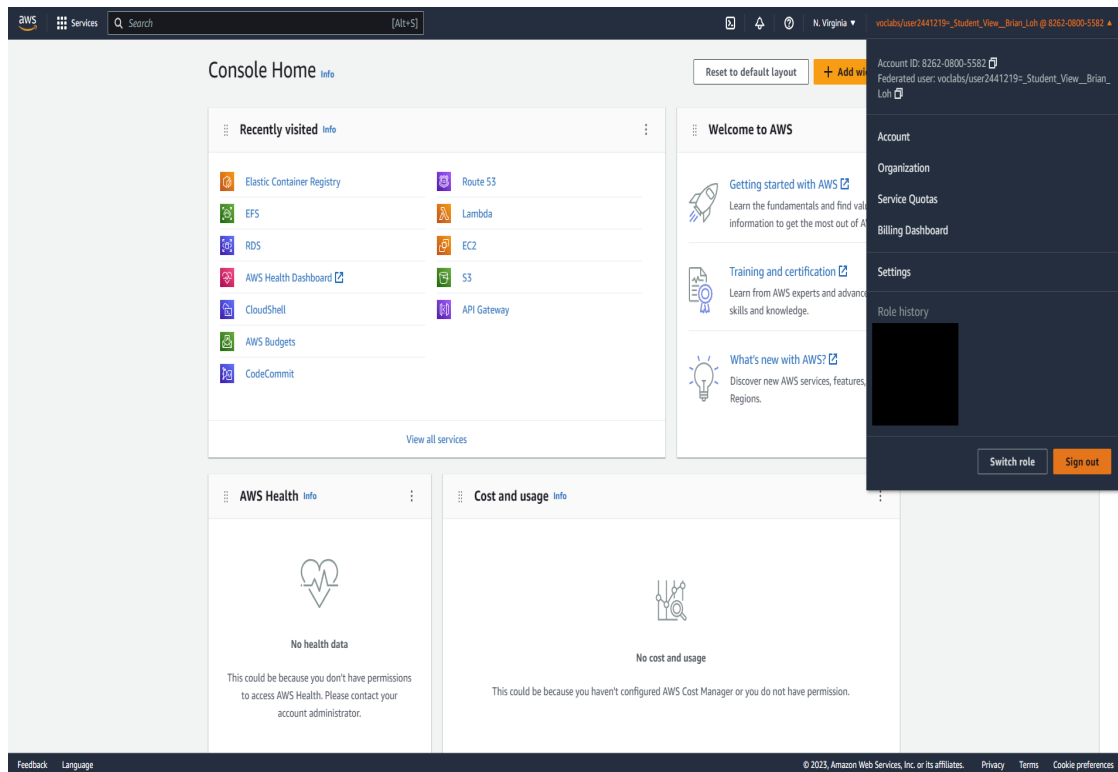 aws Services Search [Alt+S] N. Virginia voclabs/user2441219=_Student_View__Brian_Loh @ 8262-0800-5582
Console Home Info
Reset to default layout
+ Add wi
Account ID: 8262-0800-5582
Federated user: voclabs/user2441219=_Student_View__Brian_
Loh
Account
Organization
Service Quotas
Billing Dashboard
Settings
Role history
Switch role
Sign out
Recently visited Info
Elastic Container Registry
EFS
RDS
AWS Health Dashboard
CloudShell
AWS Budgets
CodeCommit
Route 53
Lambda
EC2
S3
API Gateway
View all services
Welcome to AWS
Getting started with AWS
Learn the fundamentals and find val
information to get the most out of A
Training and certification
Learn from AWS experts and advance
skills and knowledge.
What's new with AWS?
Discover new AWS services, features,
Regions.
AWS Health Info
No health data
This could be because you don't have permissions
to access AWS Health. Please contact your
account administrator.
Cost and usage Info
No cost and usage
This could be because you haven't configured AWS Cost Manager or you do not have permission.
Feedback Language © 2023, Amazon Web Services, Inc. or its affiliates. Privacy Terms Cookie preferences